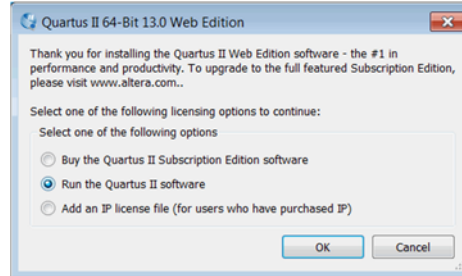 Quartus II 64-Bit 13.0 Web Edition
Thank you for installing the Quartus II Web Edition software - the #1 in
performance and productivity. To upgrade to the full featured Subscription Edition,
please visit www.altera.com..
Select one of the following licensing options to continue:
Select one of the following options
Buy the Quartus II Subscription Edition software
Run the Quartus II software
Add an IP license file (for users who have purchased IP)
OK Cancel